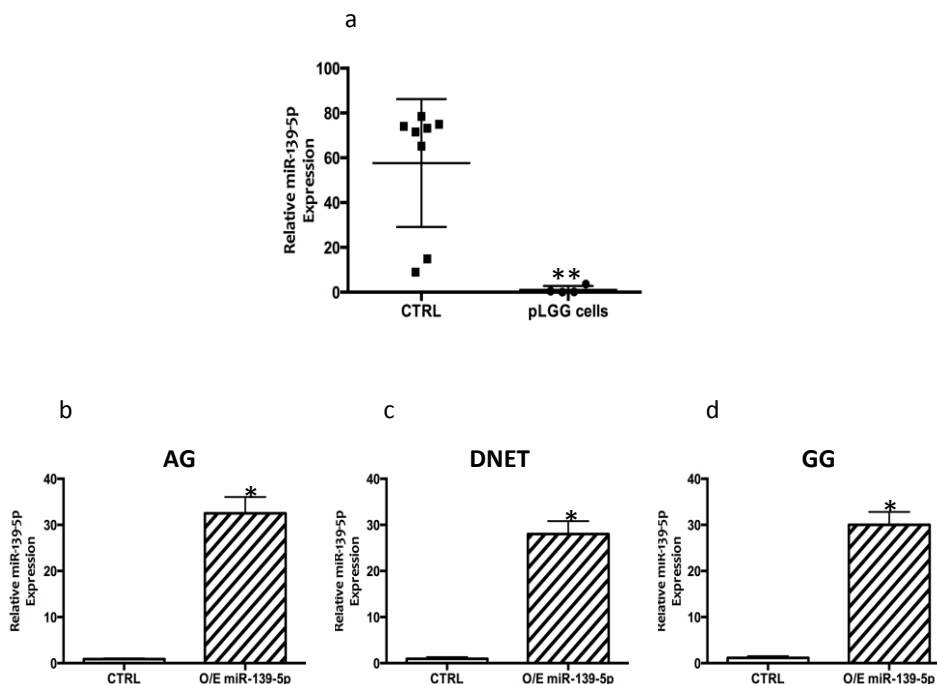 a
Relative miR-139-5p
Expression
100
80
60
40
20
0
**
CTRL
pLGG cells
b
AG
Relative miR-139-5p
Expression
40
30
20
10
0
*
CTRL
O/E miR-139-5p
c
DNET
Relative miR-139-5p
Expression
40
30
20
10
0
*
CTRL
O/E miR-139-5p
d
GG
Relative miR-139-5p
Expression
40
30
20
10
0
*
CTRL
O/E miR-139-5p